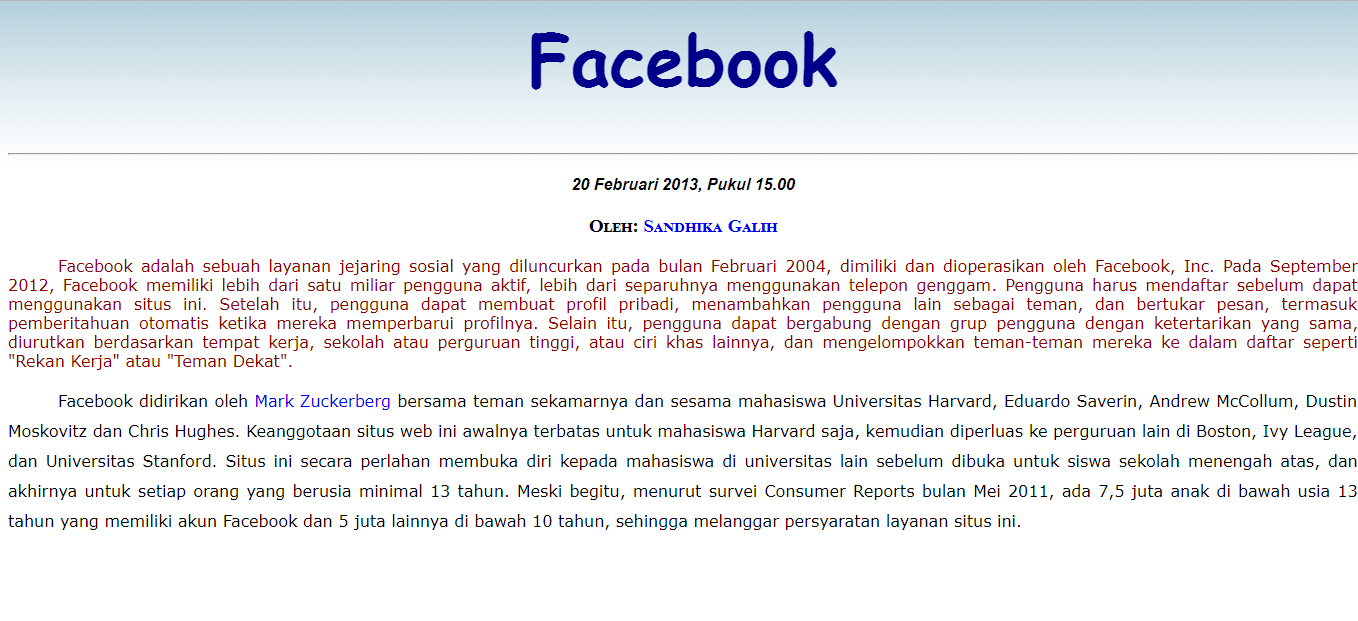 Facebook
20 Februari 2013, Pukul 15.00
Oleh: Sandhika Galih
Facebook adalah sebuah layanan jejaring sosial yang diluncurkan pada bulan Februari 2004, dimiliki dan dioperasikan oleh Facebook, Inc. Pada September
2012, Facebook memiliki lebih dari satu miliar pengguna aktif, lebih dari separuhnya menggunakan telepon genggam. Pengguna harus mendaftar sebelum dapat
menggunakan situs ini. Setelah itu, pengguna dapat membuat profil pribadi, menambahkan pengguna lain sebagai teman, dan bertukar pesan, termasuk
pemberitahuan otomatis ketika mereka memperbarui profilnya. Selain itu, pengguna dapat bergabung dengan grup pengguna dengan ketertarikan yang sama,
diurutkan berdasarkan tempat kerja, sekolah atau perguruan tinggi, atau ciri khas lainnya, dan mengelompokkan teman-teman mereka ke dalam daftar seperti
"Rekan Kerja" atau "Teman Dekat".
Facebook didirikan oleh Mark Zuckerberg bersama teman sekamarnya dan sesama mahasiswa Universitas Harvard, Eduardo Saverin, Andrew McCollum, Dustin
Moskovitz dan Chris Hughes. Keanggotaan situs web ini awalnya terbatas untuk mahasiswa Harvard saja, kemudian diperluas ke perguruan lain di Boston, Ivy League,
dan Universitas Stanford. Situs ini secara perlahan membuka diri kepada mahasiswa di universitas lain sebelum dibuka untuk siswa sekolah menengah atas, dan
akhirnya untuk setiap orang yang berusia minimal 13 tahun. Meski begitu, menurut survei Consumer Reports bulan Mei 2011, ada 7,5 juta anak di bawah usia 13
tahun yang memiliki akun Facebook dan 5 juta lainnya di bawah 10 tahun, sehingga melanggar persyaratan layanan situs ini.